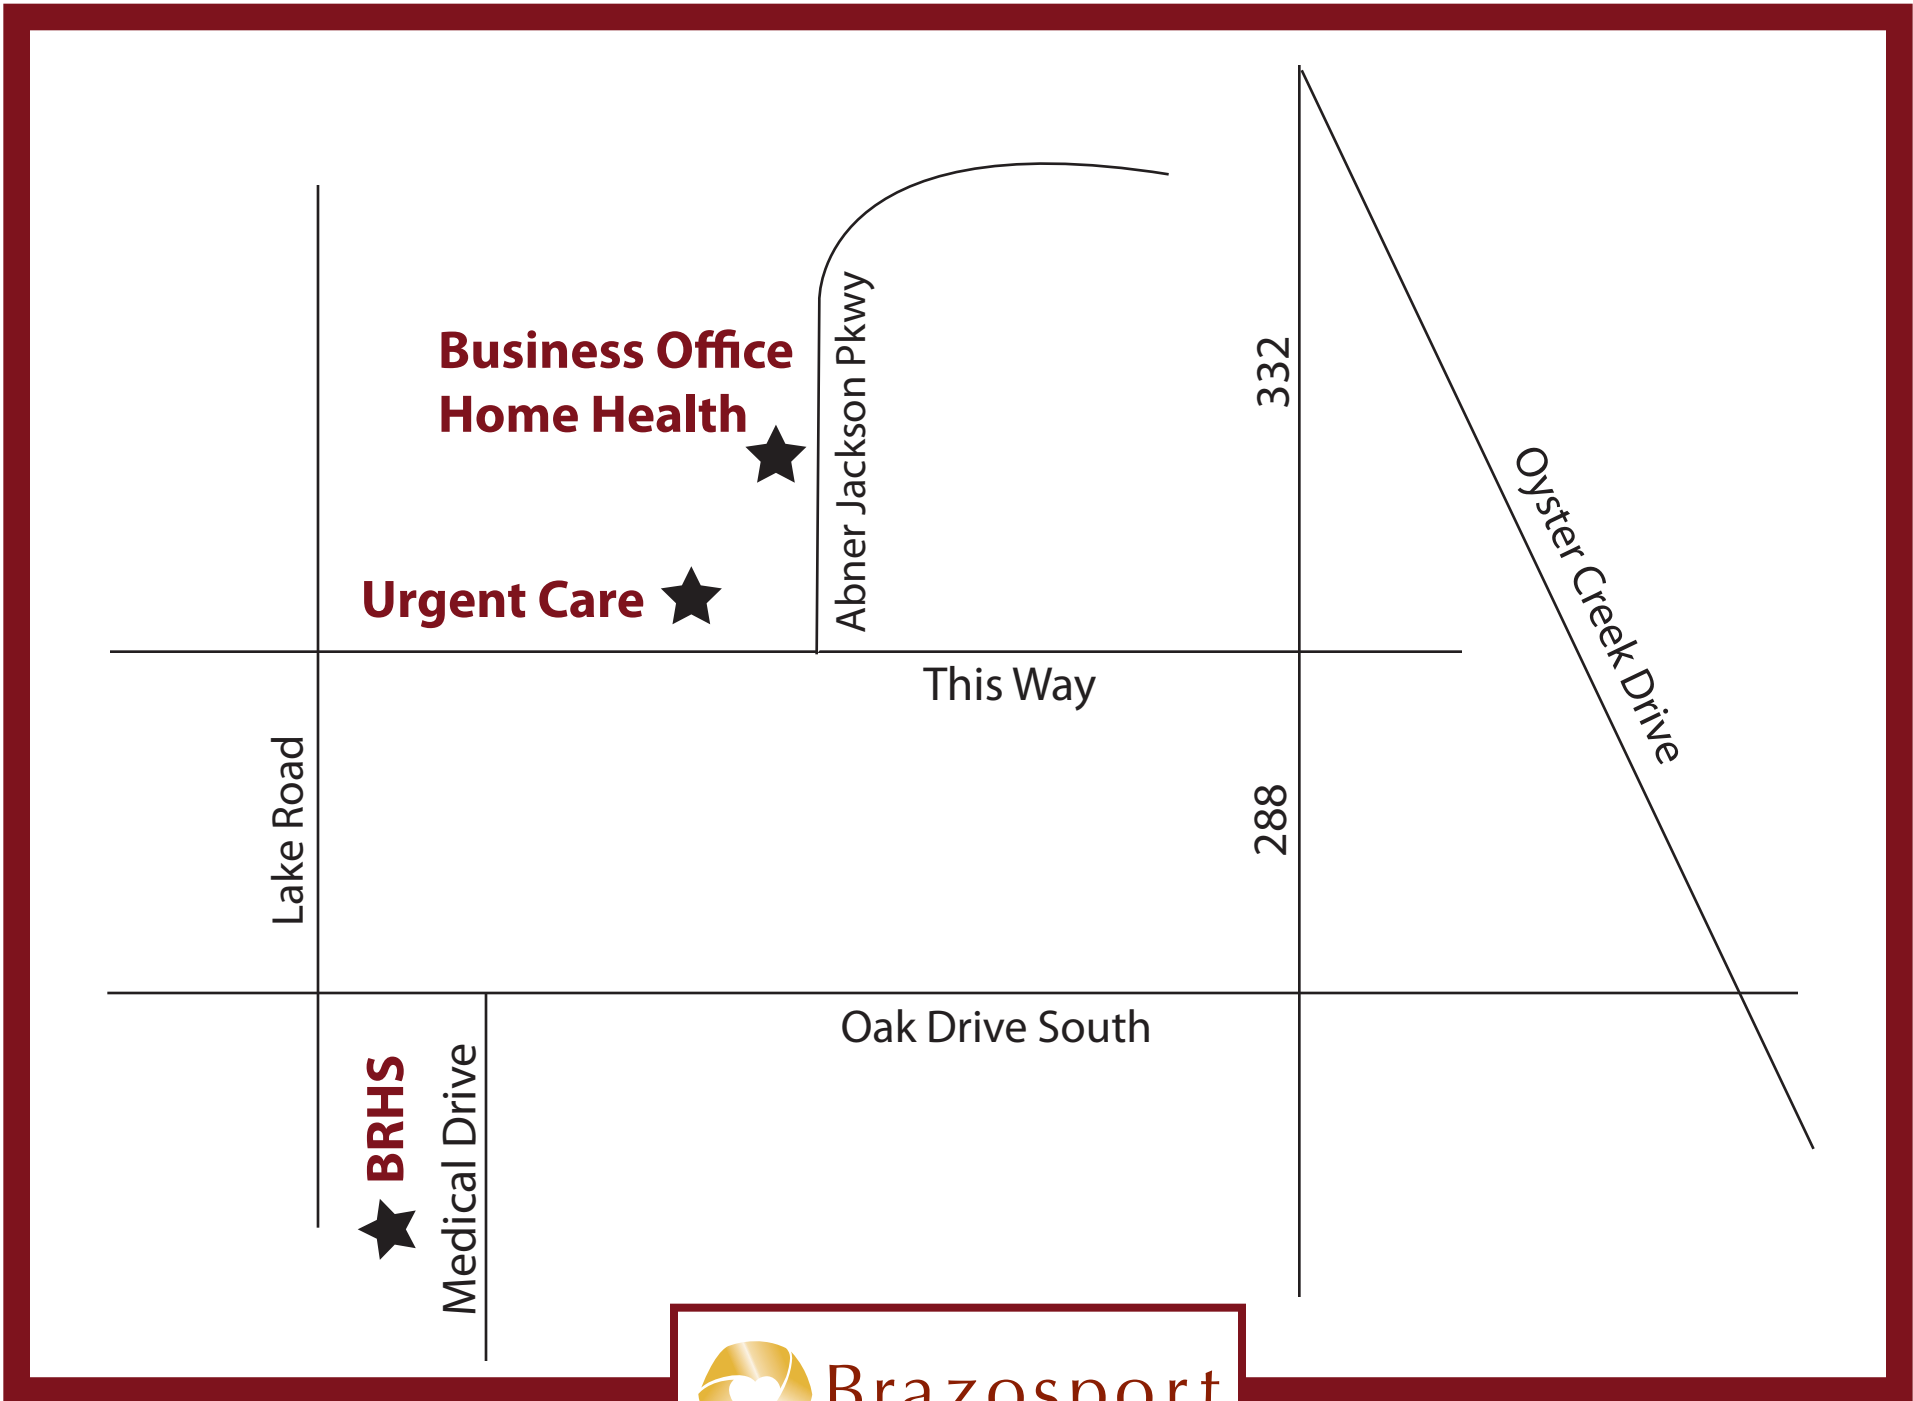 Business Office
Home Health
Abner Jackson Pkwy
332
Oyster Creek Drive
Urgent Care
This Way
Lake Road
288
Oak Drive South
BRHS
Medical Drive
Brazosport